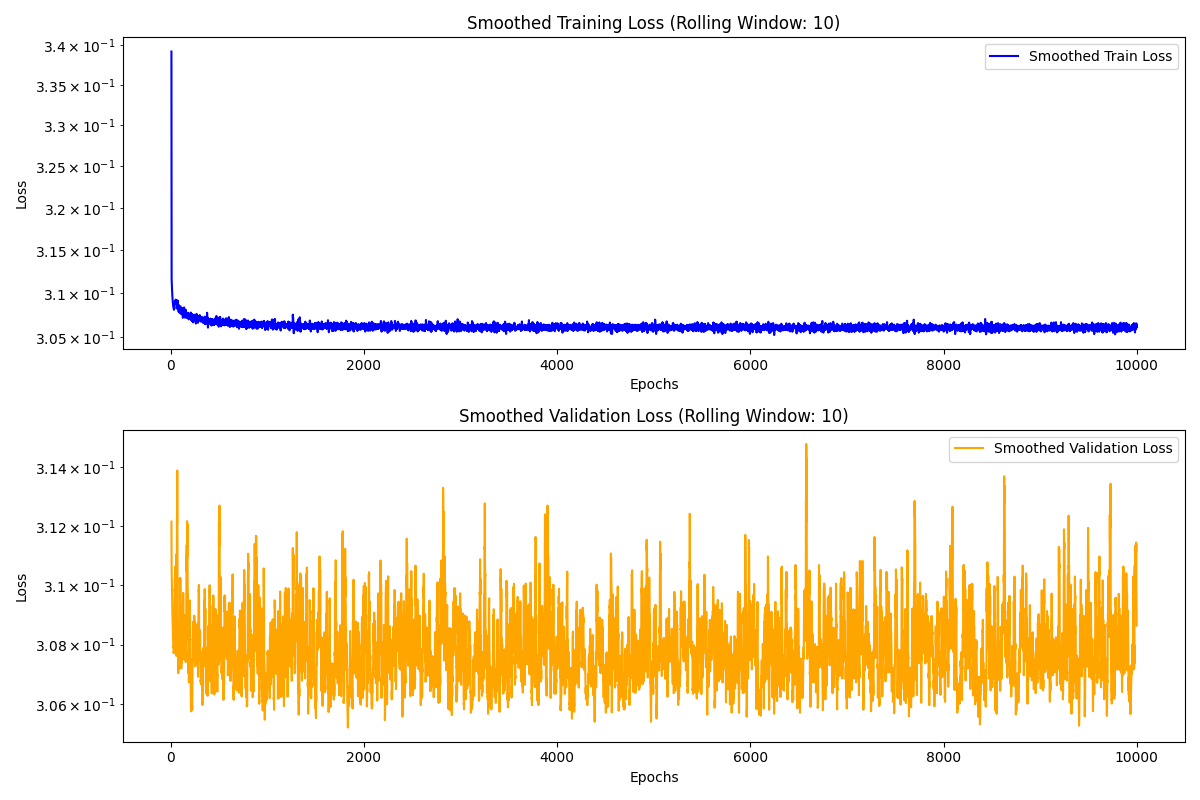 Smoothed Training Loss (Rolling Window: 10)
3.4 × 10⁻¹
3.35 × 10⁻¹
3.3 × 10⁻¹
3.25 × 10⁻¹
3.2 × 10⁻¹
3.15 × 10⁻¹
3.1 × 10⁻¹
3.05 × 10⁻¹
Loss
Smoothed Train Loss
0 2000 4000 6000 8000 10000
Epochs
Smoothed Validation Loss (Rolling Window: 10)
3.14 × 10⁻¹
3.12 × 10⁻¹
3.1 × 10⁻¹
3.08 × 10⁻¹
3.06 × 10⁻¹
Loss
Smoothed Validation Loss
0 2000 4000 6000 8000 10000
Epochs